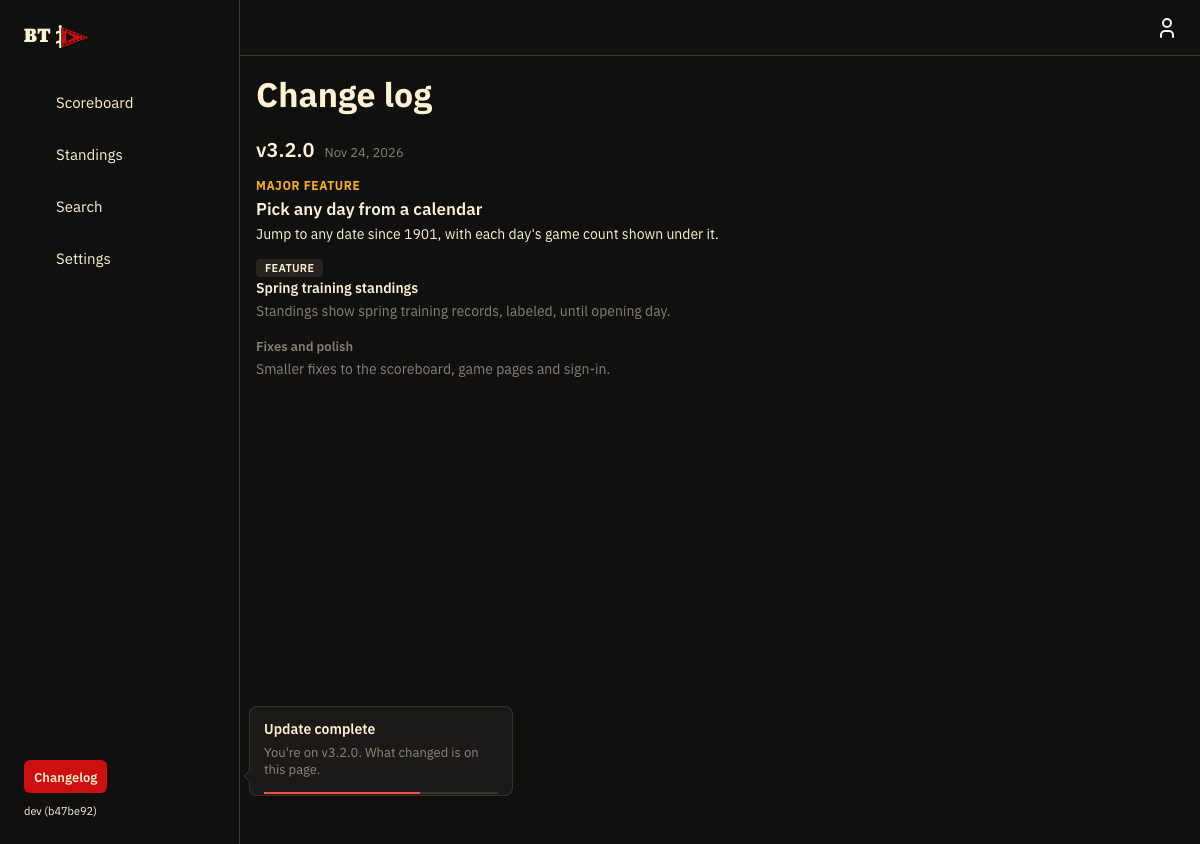 BT
Scoreboard
Standings
Search
Settings
Change log
v3.2.0 Nov 24, 2026
MAJOR FEATURE
Pick any day from a calendar
Jump to any date since 1901, with each day's game count shown under it.
FEATURE
Spring training standings
Standings show spring training records, labeled, until opening day.
Fixes and polish
Smaller fixes to the scoreboard, game pages and sign-in.
Update complete
You're on v3.2.0. What changed is on
this page.
Changelog
dev (b47be92)